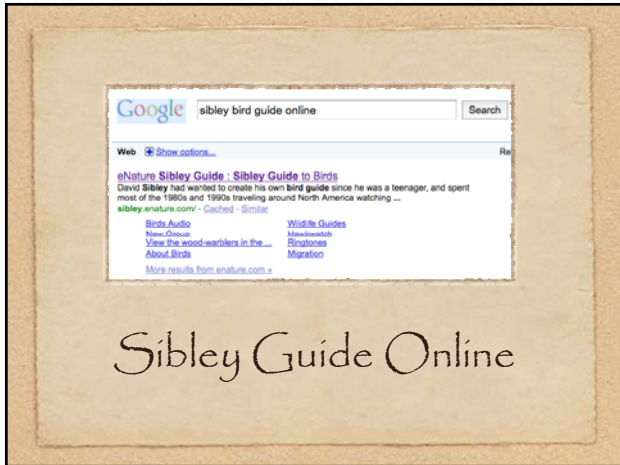 Google sibley bird guide online Search
Web Show options... Re
eNature Sibley Guide : Sibley Guide to Birds
David Sibley had wanted to create his own bird guide since he was a teenager, and spent
most of the 1980s and 1990s traveling around North America watching ...
sibley.enature.com/ - Cached - Similar
Birds Audio Wildlife Guides
New Group Hawkwatch
View the wood-warblers in the ... Ringtones
About Birds Migration
More results from enature.com »
Sibley Guide Online